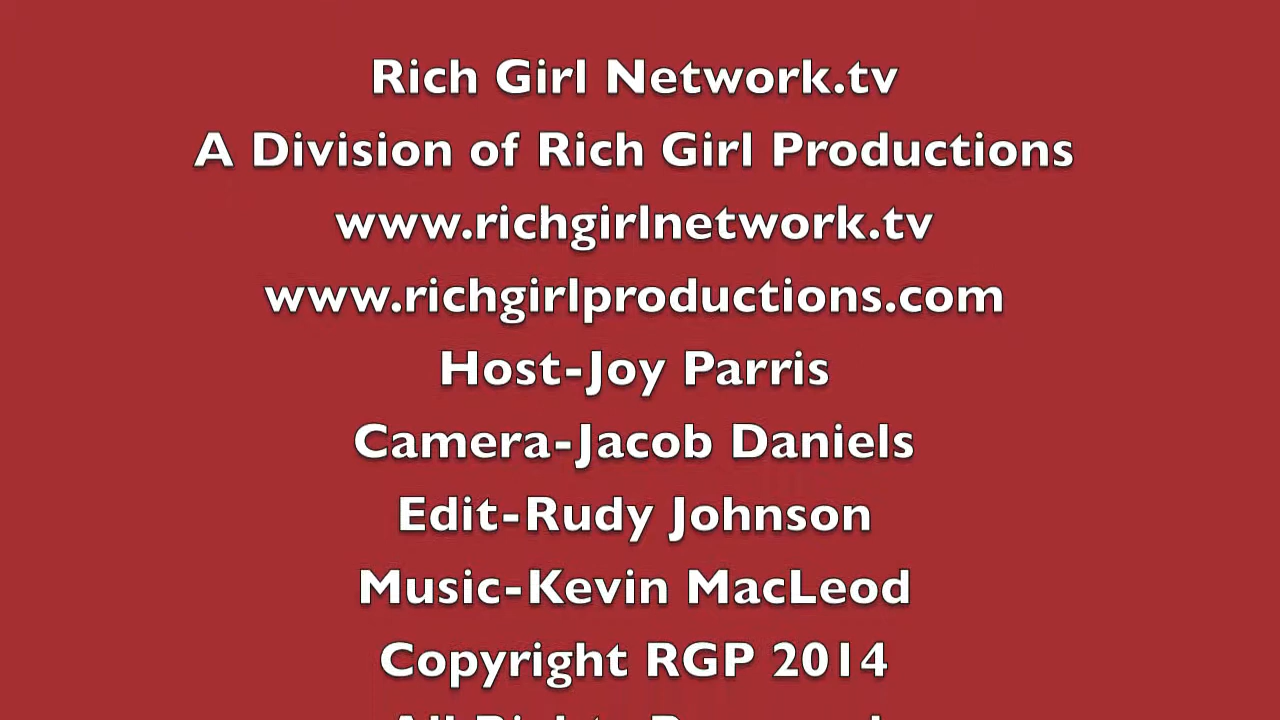 Rich Girl Network.tv
A Division of Rich Girl Productions
www.richgirlnetwork.tv
www.richgirlproductions.com
Host-Joy Parris
Camera-Jacob Daniels
Edit-Rudy Johnson
Music-Kevin MacLeod
Copyright RGP 2014